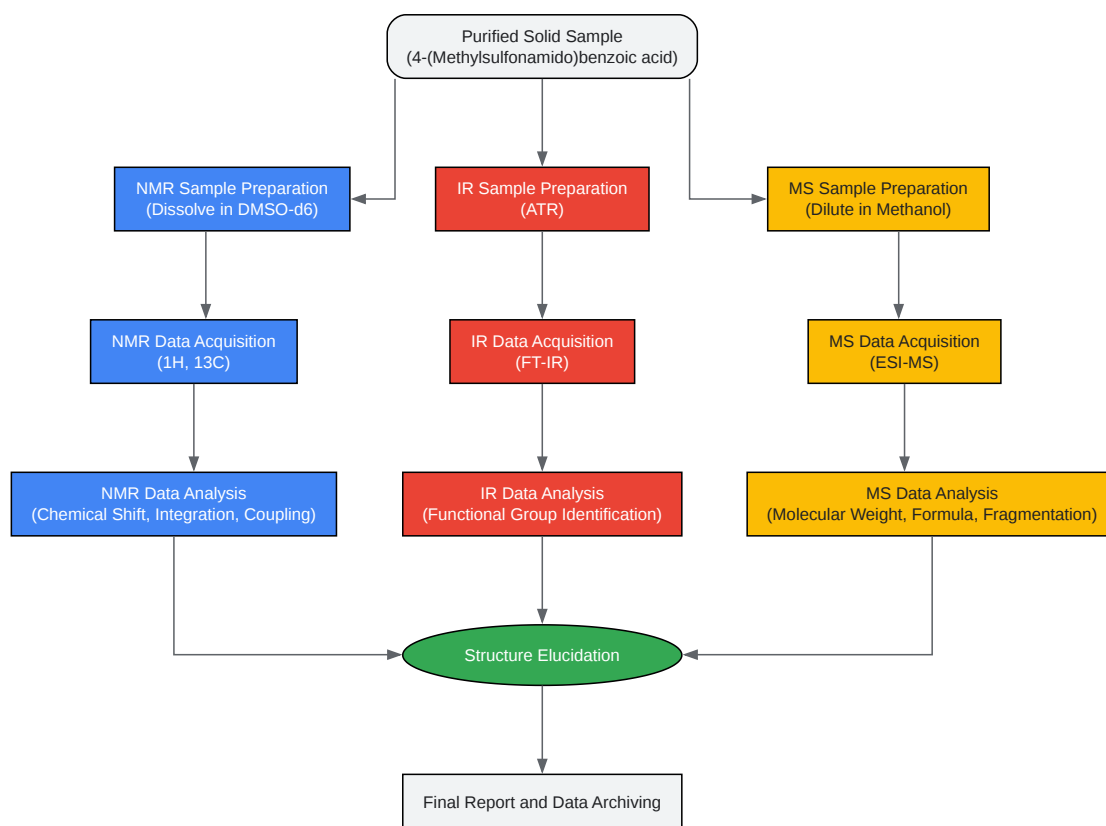 Purified Solid Sample
(4-(Methylsulfonamido)benzoic acid)
NMR Sample Preparation
(Dissolve in DMSO-d6)
IR Sample Preparation
(ATR)
MS Sample Preparation
(Dilute in Methanol)
NMR Data Acquisition
(1H, 13C)
IR Data Acquisition
(FT-IR)
MS Data Acquisition
(ESI-MS)
NMR Data Analysis
(Chemical Shift, Integration, Coupling)
IR Data Analysis
(Functional Group Identification)
MS Data Analysis
(Molecular Weight, Formula, Fragmentation)
Structure Elucidation
Final Report and Data Archiving